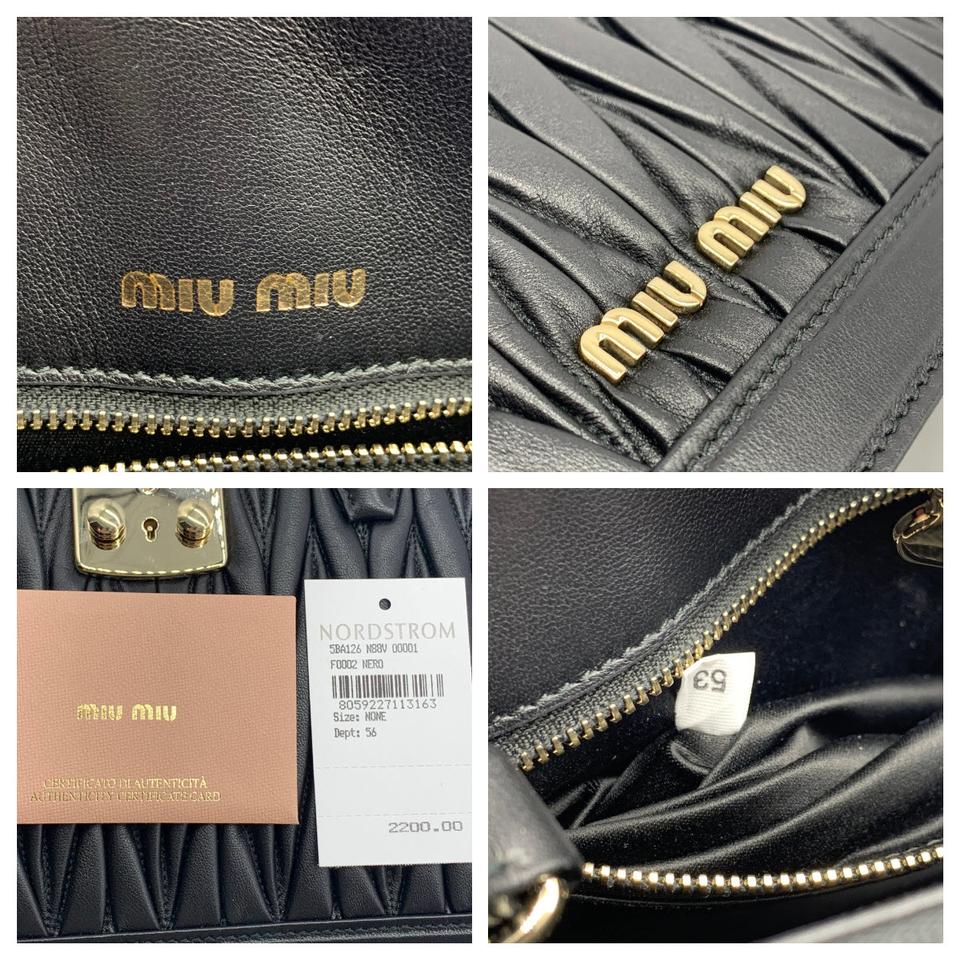 miu miu
miu miu
miu miu
CERTIFICATO DI AUTENTICITÀ
AUTHENTICITY CERTIFICATE CARD
NORDSTROM
5BA126 N88V 00001
F0002 NERO
8059227113163
Size: NONE
Dept: 56
2200.00
53